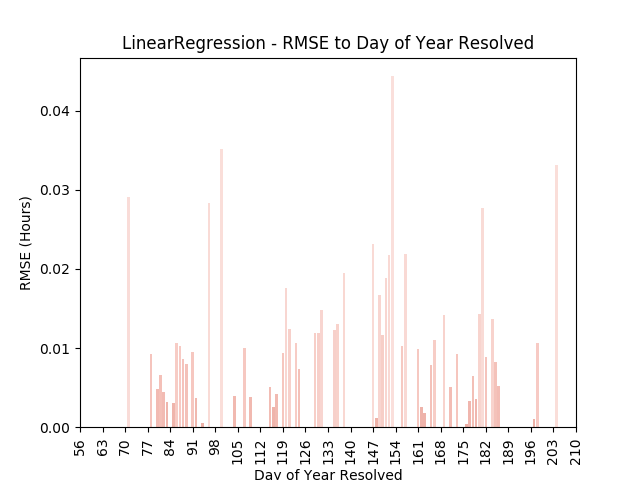 LinearRegression - RMSE to Day of Year Resolved
RMSE (Hours)
0.04
0.03
0.02
0.01
0.00
56 63 70 77 84 91 98 105 112 119 126 133 140 147 154 161 168 175 182 189 196 203 210
Day of Year Resolved